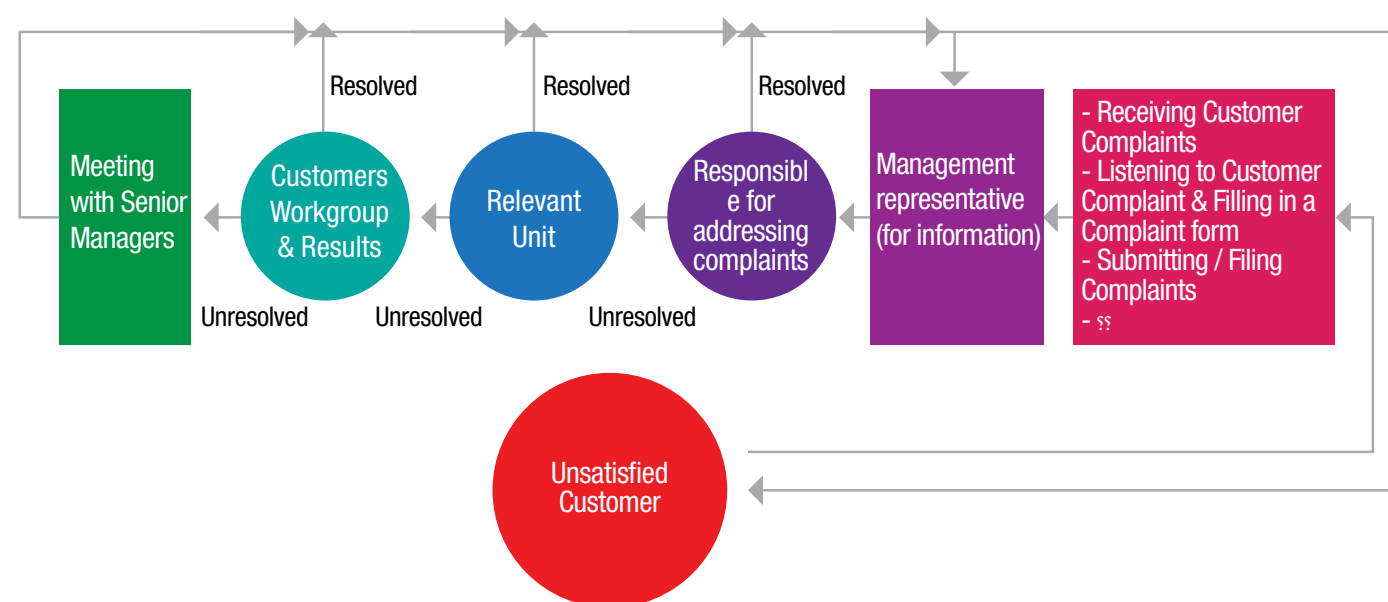 Resolved
Resolved
Resolved
Meeting
with Senior
Managers
Customers
Workgroup
& Results
Relevant
Unit
Responsibl
e for
addressing
complaints
Management
representative
(for information)
- Receiving Customer
Complaints
- Listening to Customer
Complaint & Filling in a
Complaint form
- Submitting / Filing
Complaints
- ؟؟
Unresolved
Unresolved
Unresolved
Unsatisfied
Customer